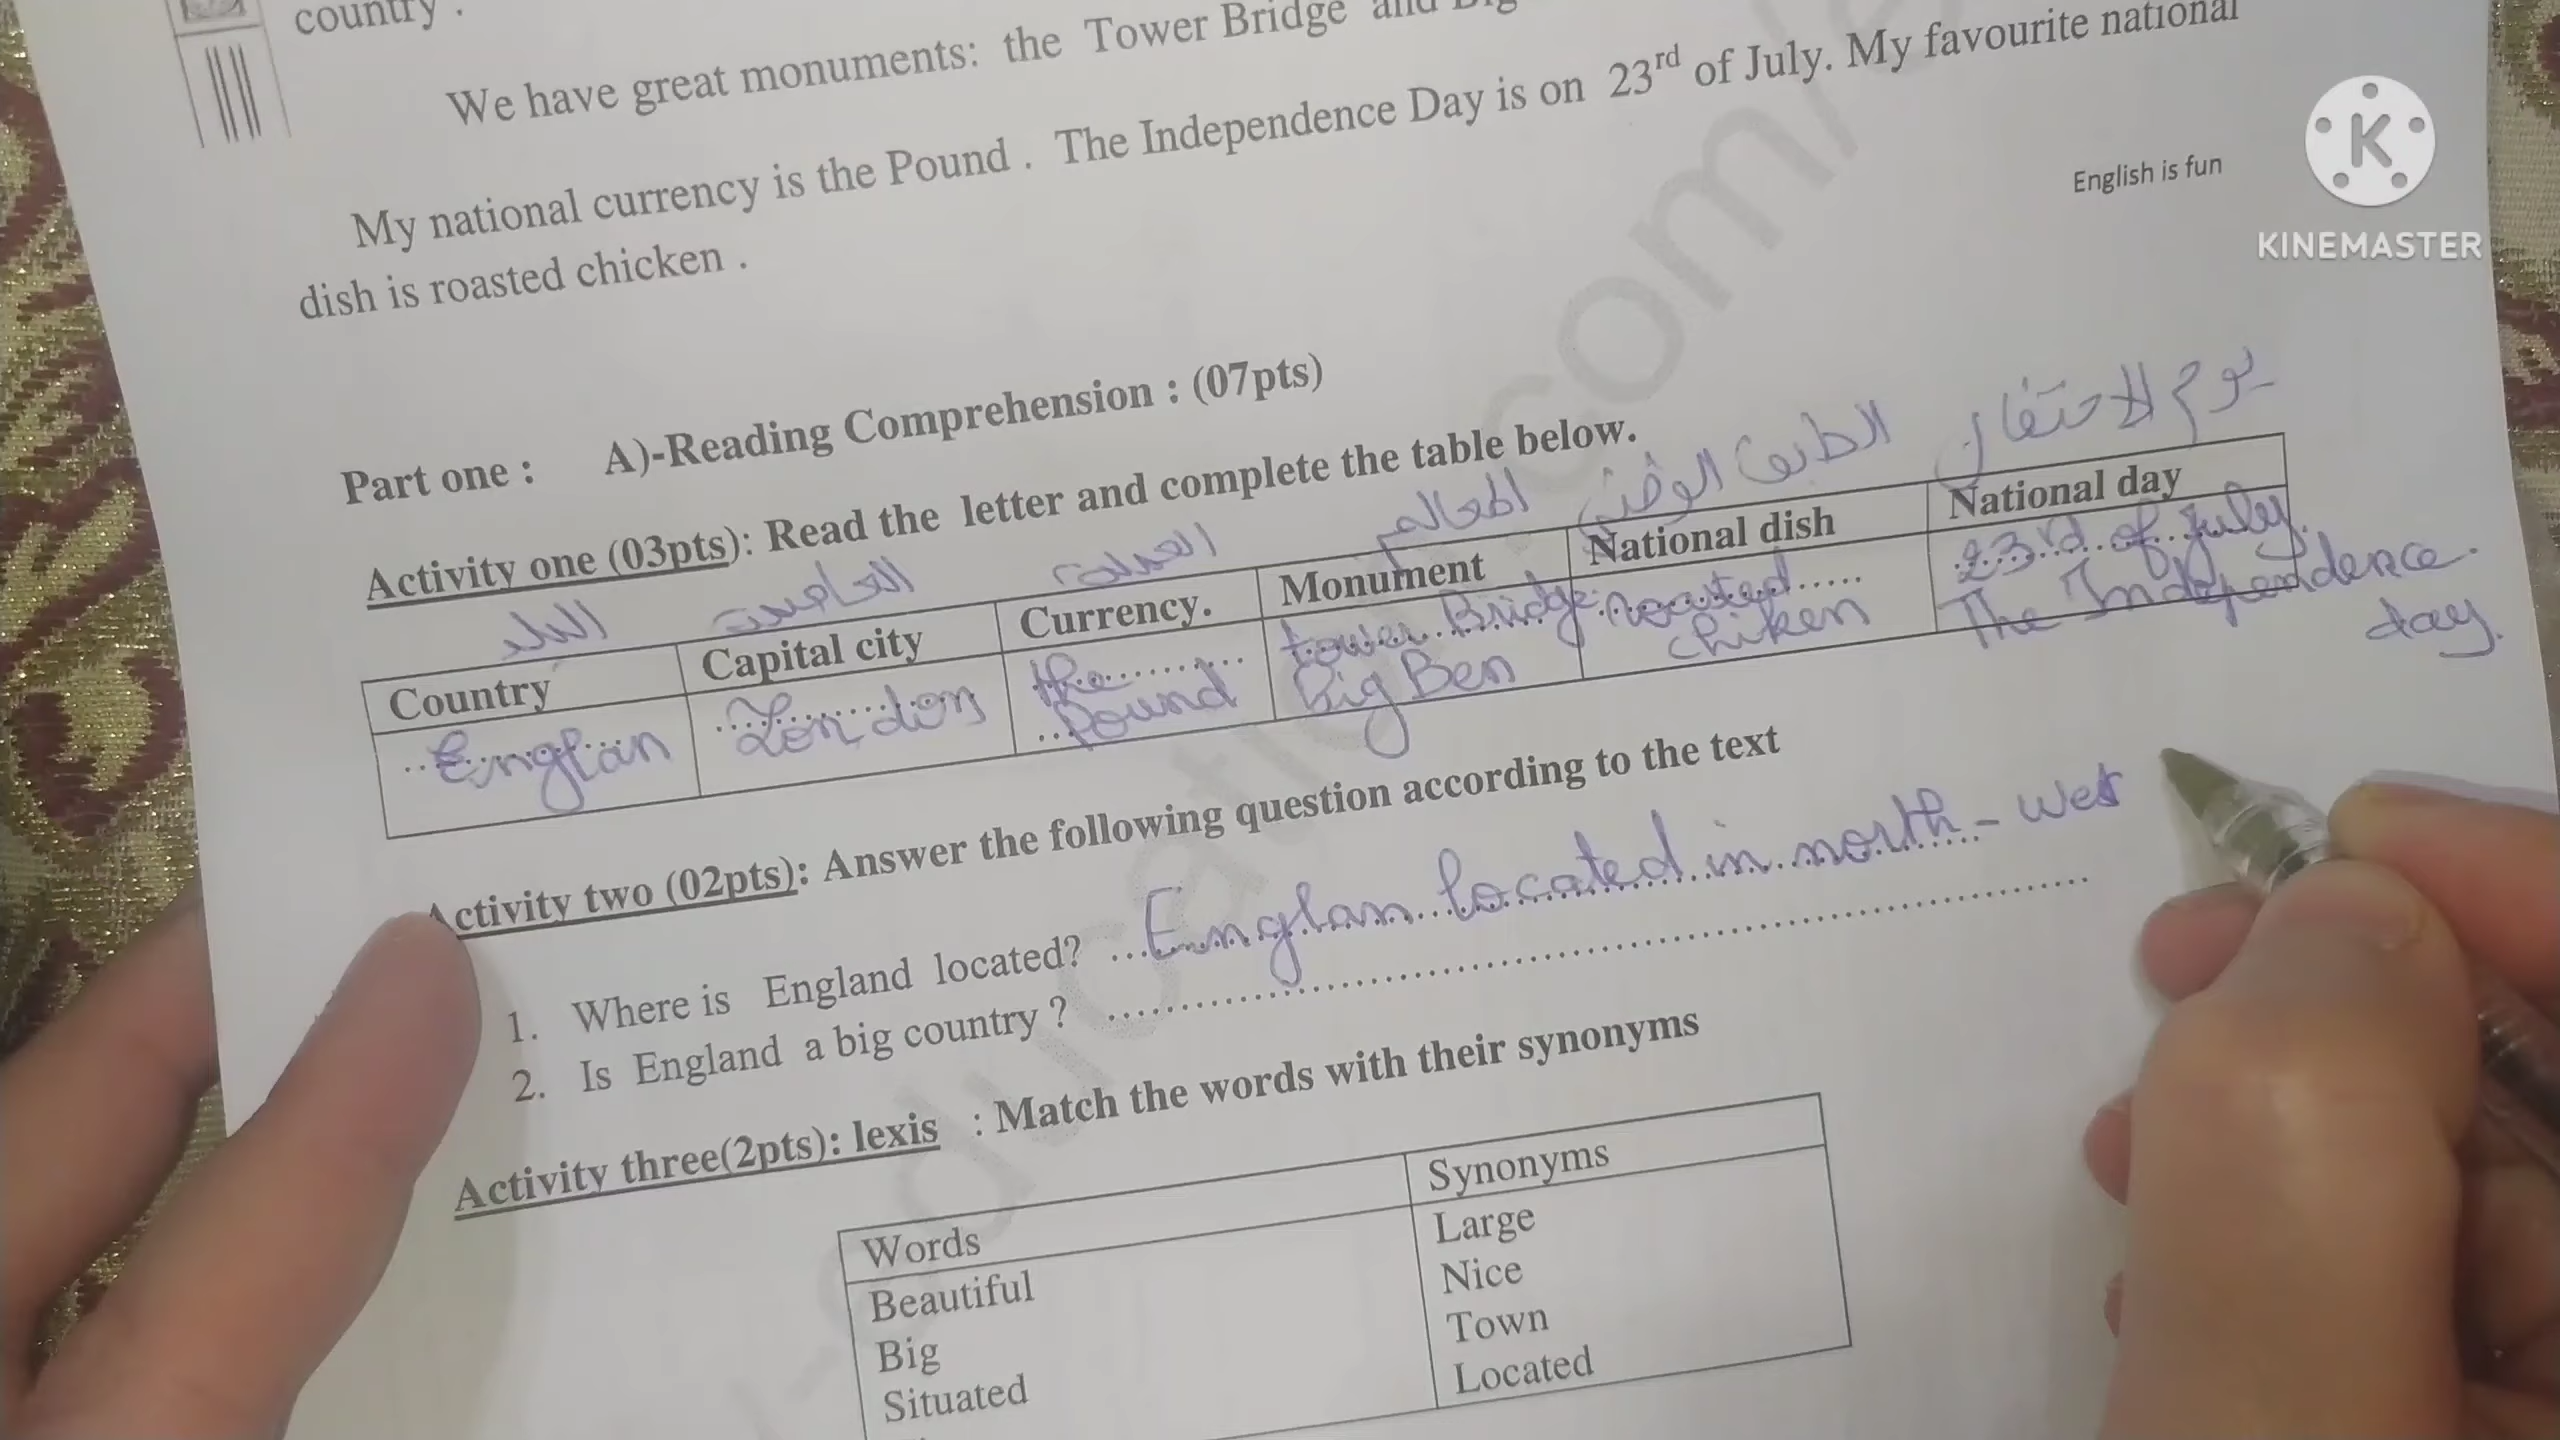 country .
We have great monuments: the Tower Bridge and Big
My national currency is the Pound . The Independence Day is on 23rd of July. My favourite national
dish is roasted chicken .
English is fun
KINEMASTER
Part one : A)-Reading Comprehension : (07pts)
Activity one (03pts): Read the letter and complete the table below.
البلد العاصمة العملة المعالم الطبق الوطني يوم الاحتفال
Country Capital city Currency. Monument National dish National day
Englan London the Pound tower Bridge Big Ben roasted chiken 23rd of July. The Independence day.
Activity two (02pts): Answer the following question according to the text
1. Where is England located? Englan located in north - wes
2. Is England a big country ?
Activity three(2pts): lexis : Match the words with their synonyms
Words Synonyms
Beautiful Large
Big Nice
Situated Town
Located